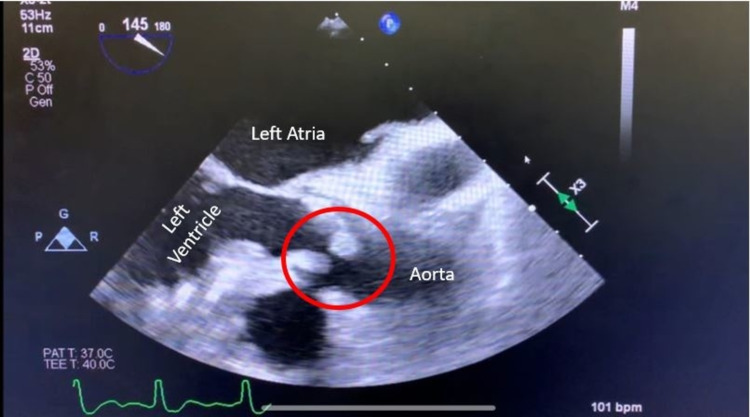 53Hz
11cm
0 145 180
M4
2D
53%
C 50
P Off
Gen
Left Atria
X3
G
P R
Left
Ventricle
Aorta
PAT T: 37.0C
TEE T: 40.0C
101 bpm